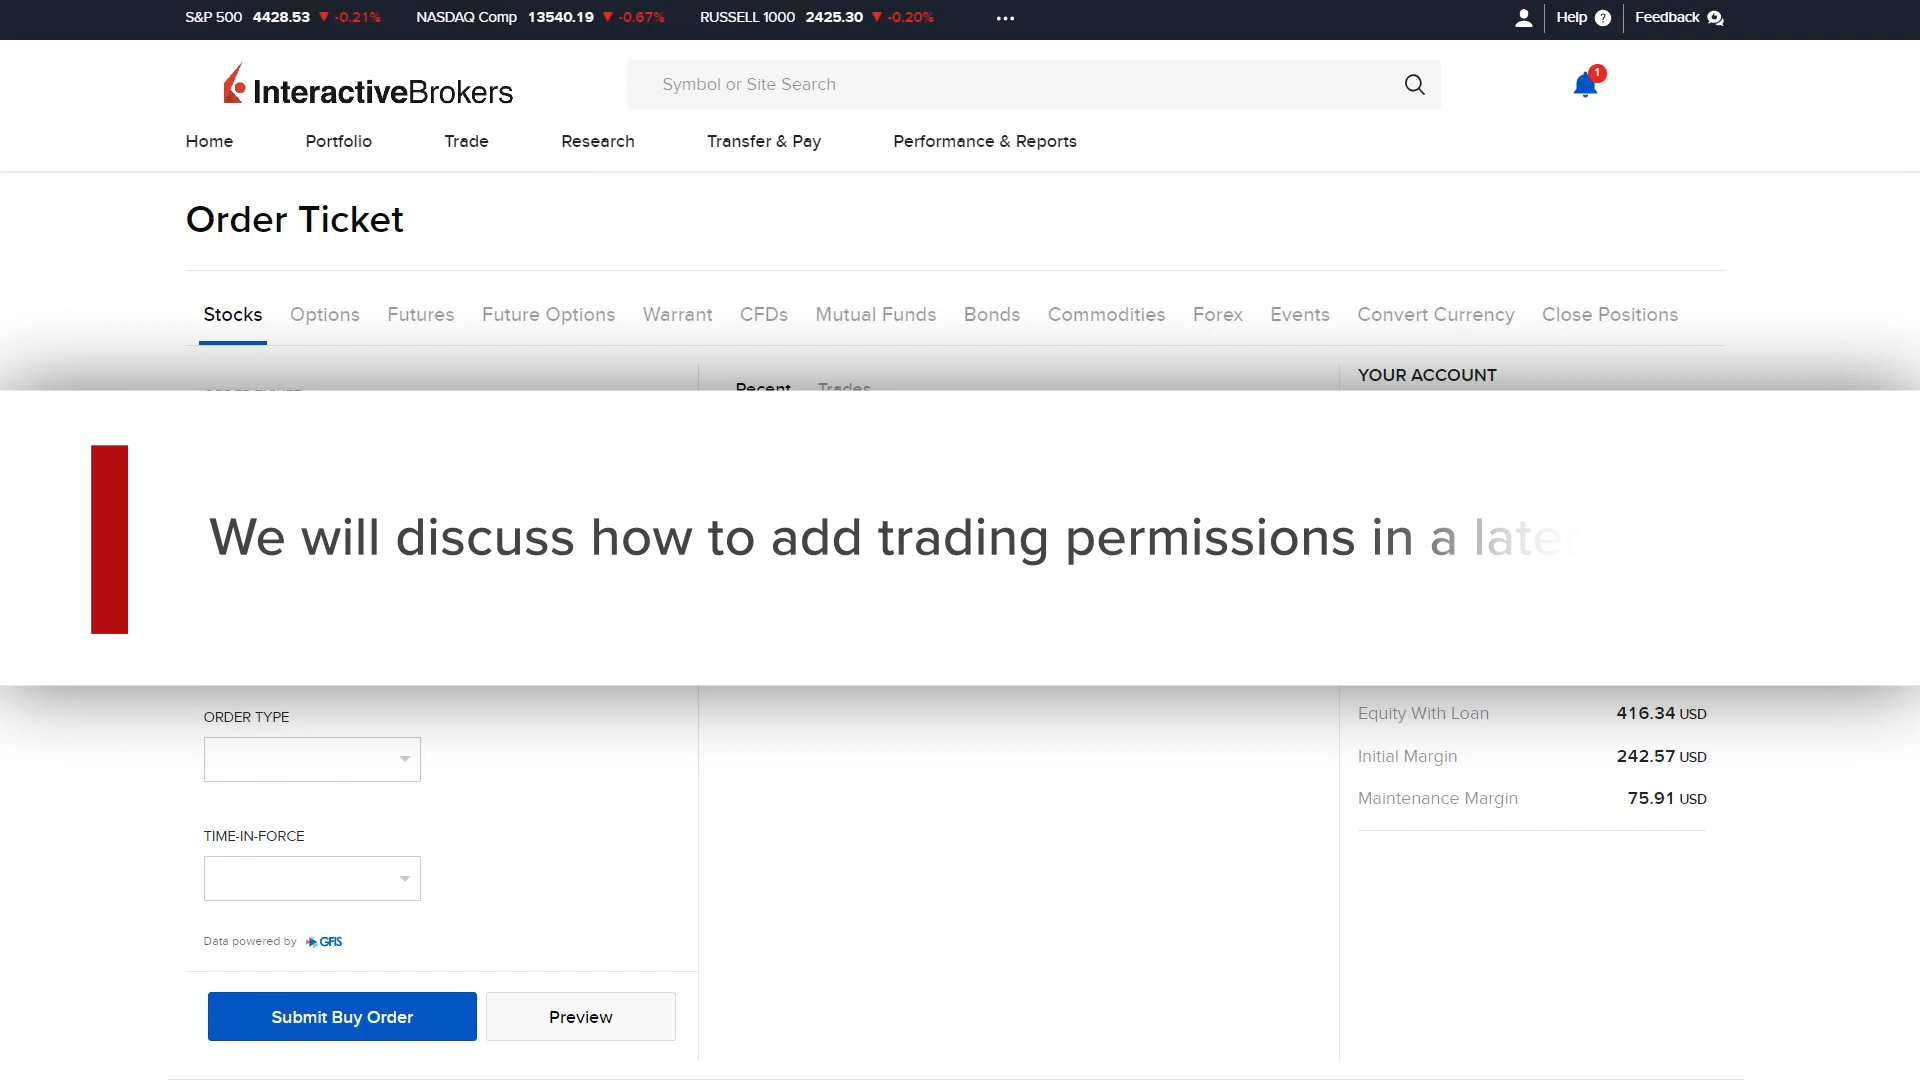 S&P 500 4428.53 ▼ -0.21% NASDAQ Comp 13540.19 ▼ -0.67% RUSSELL 1000 2425.30 ▼ -0.20% ••• Help ? Feedback
InteractiveBrokers
Symbol or Site Search
1
Home Portfolio Trade Research Transfer & Pay Performance & Reports
Order Ticket
Stocks Options Futures Future Options Warrant CFDs Mutual Funds Bonds Commodities Forex Events Convert Currency Close Positions
Recent Trades
YOUR ACCOUNT
We will discuss how to add trading permissions in a later
ORDER TYPE
TIME-IN-FORCE
Data powered by GFIS
Submit Buy Order Preview
Equity With Loan 416.34 USD
Initial Margin 242.57 USD
Maintenance Margin 75.91 USD